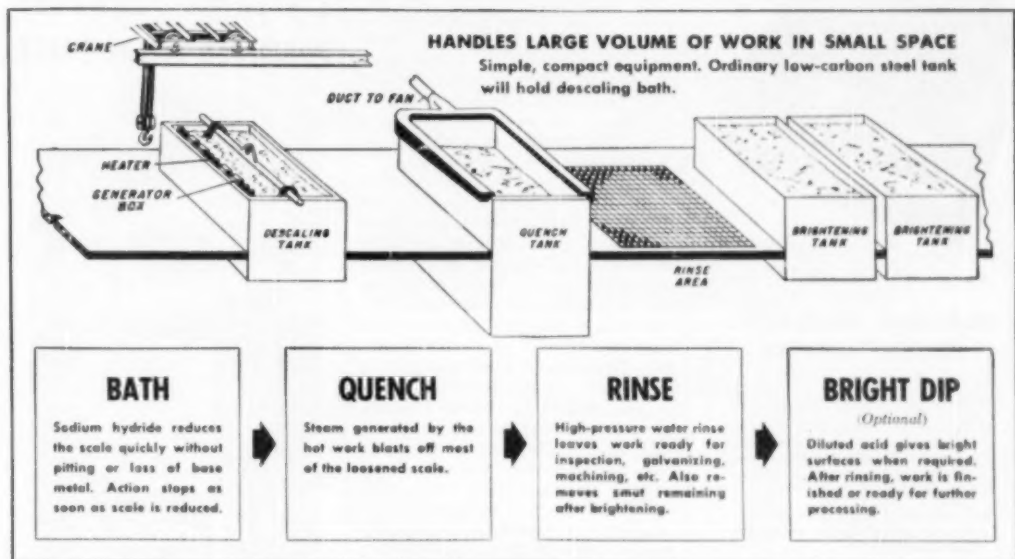 CRANE
HANDLES LARGE VOLUME OF WORK IN SMALL SPACE
Simple, compact equipment. Ordinary low-carbon steel tank
will hold descaling bath.
DUCT TO FAN
HEATER
GENERATOR
BOX
DESCALING
TANK
QUENCH
TANK
RINSE
AREA
BRIGHTENING
TANK
BRIGHTENING
TANK
BATH
Sodium hydride reduces
the scale quickly without
pitting or loss of base
metal. Action stops as
soon as scale is reduced.
QUENCH
Steam generated by the
hot work blasts off most
of the loosened scale.
RINSE
High-pressure water rinse
leaves work ready for
inspection, galvanizing,
machining, etc. Also re-
moves smut remaining
after brightening.
BRIGHT DIP
(Optional)
Diluted acid gives bright
surfaces when required.
After rinsing, work is fin-
ished or ready for further
processing.